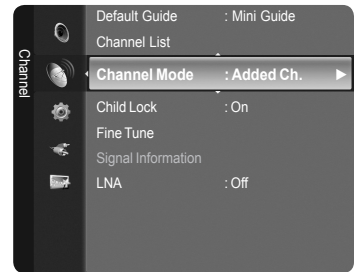 Channel
Default Guide : Mini Guide
Channel List
Channel Mode : Added Ch.
Child Lock : On
Fine Tune
Signal Information
LNA : Off